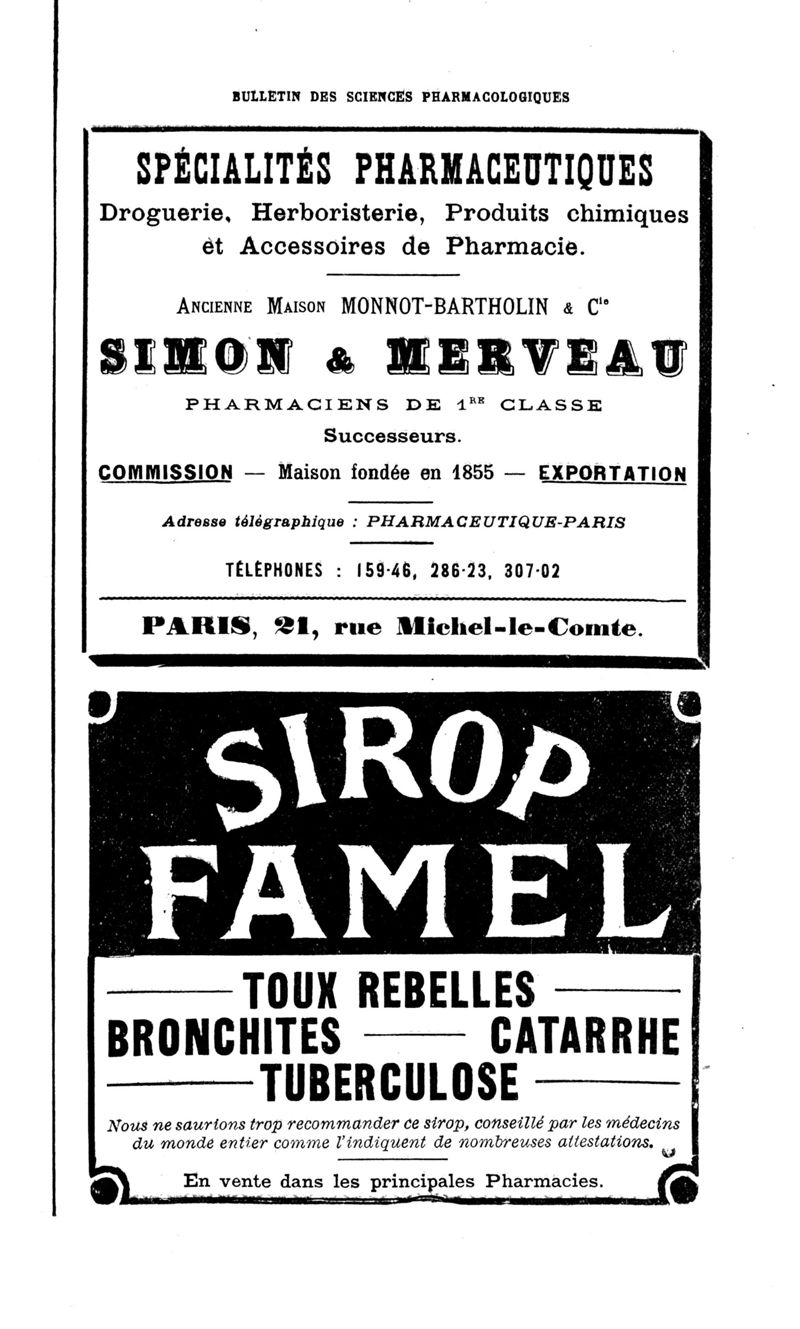 BULLETIN DES SCIENCES PHARMACOLOGIQUES
SPÉCIALITÉS PHARMACEUTIQUES
Droguerie, Herboristerie, Produits chimiques
et Accessoires de Pharmacie.
ANCIENNE MAISON MONNOT-BARTHOLIN & Cie
SIMON & MERVEAU
PHARMACIENS DE 1RE CLASSE
Successeurs.
COMMISSION — Maison fondée en 1855 — EXPORTATION
Adresse télégraphique : PHARMACEUTIQUE-PARIS
TÉLÉPHONES : 159-46, 286-23, 307-02
PARIS, 21, rue Michel-le-Comte.
SIROP
FAMEL
TOUX REBELLES
BRONCHITES — CATARRHE
TUBERCULOSE
Nous ne saurions trop recommander ce sirop, conseillé par les médecins
du monde entier comme l'indiquent de nombreuses attestations.
En vente dans les principales Pharmacies.